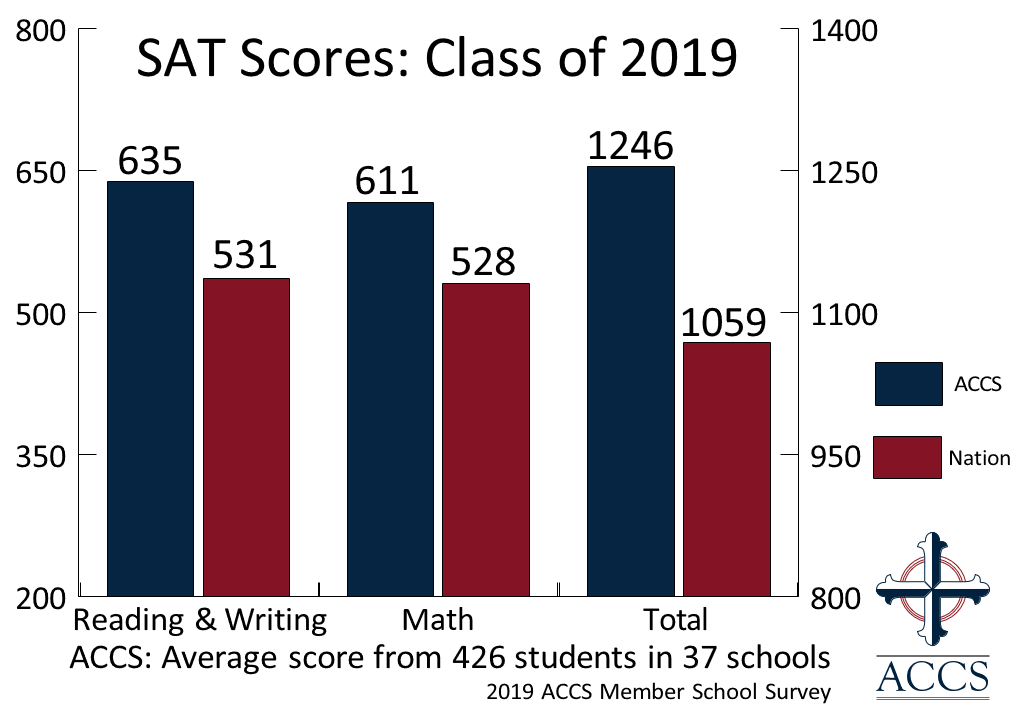 SAT Scores: Class of 2019
800
650
500
350
200
1400
1250
1100
950
800
635
531
611
528
1246
1059
Reading & Writing
Math
Total
ACCS
Nation
ACCS: Average score from 426 students in 37 schools
2019 ACCS Member School Survey
ACCS